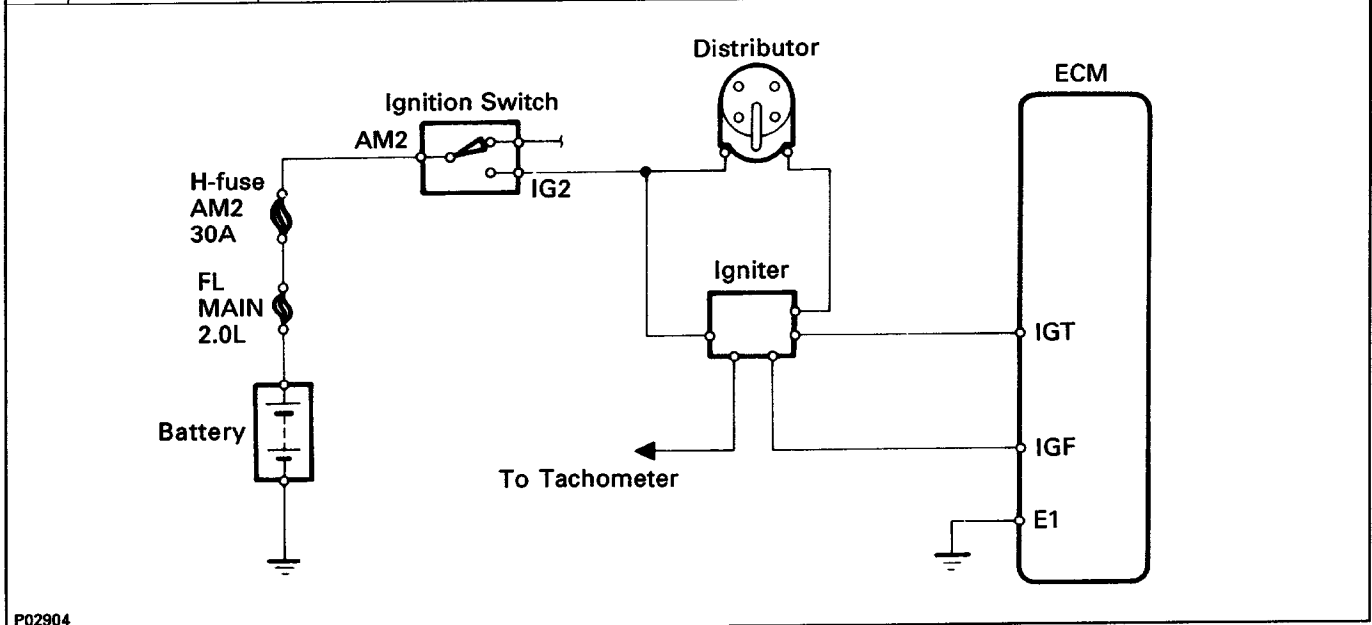 Distributor
ECM
Ignition Switch
AM2
H-fuse
AM2
30A
IG2
Igniter
FL
MAIN
2.0L
IGT
Battery
IGF
To Tachometer
E1
P02904